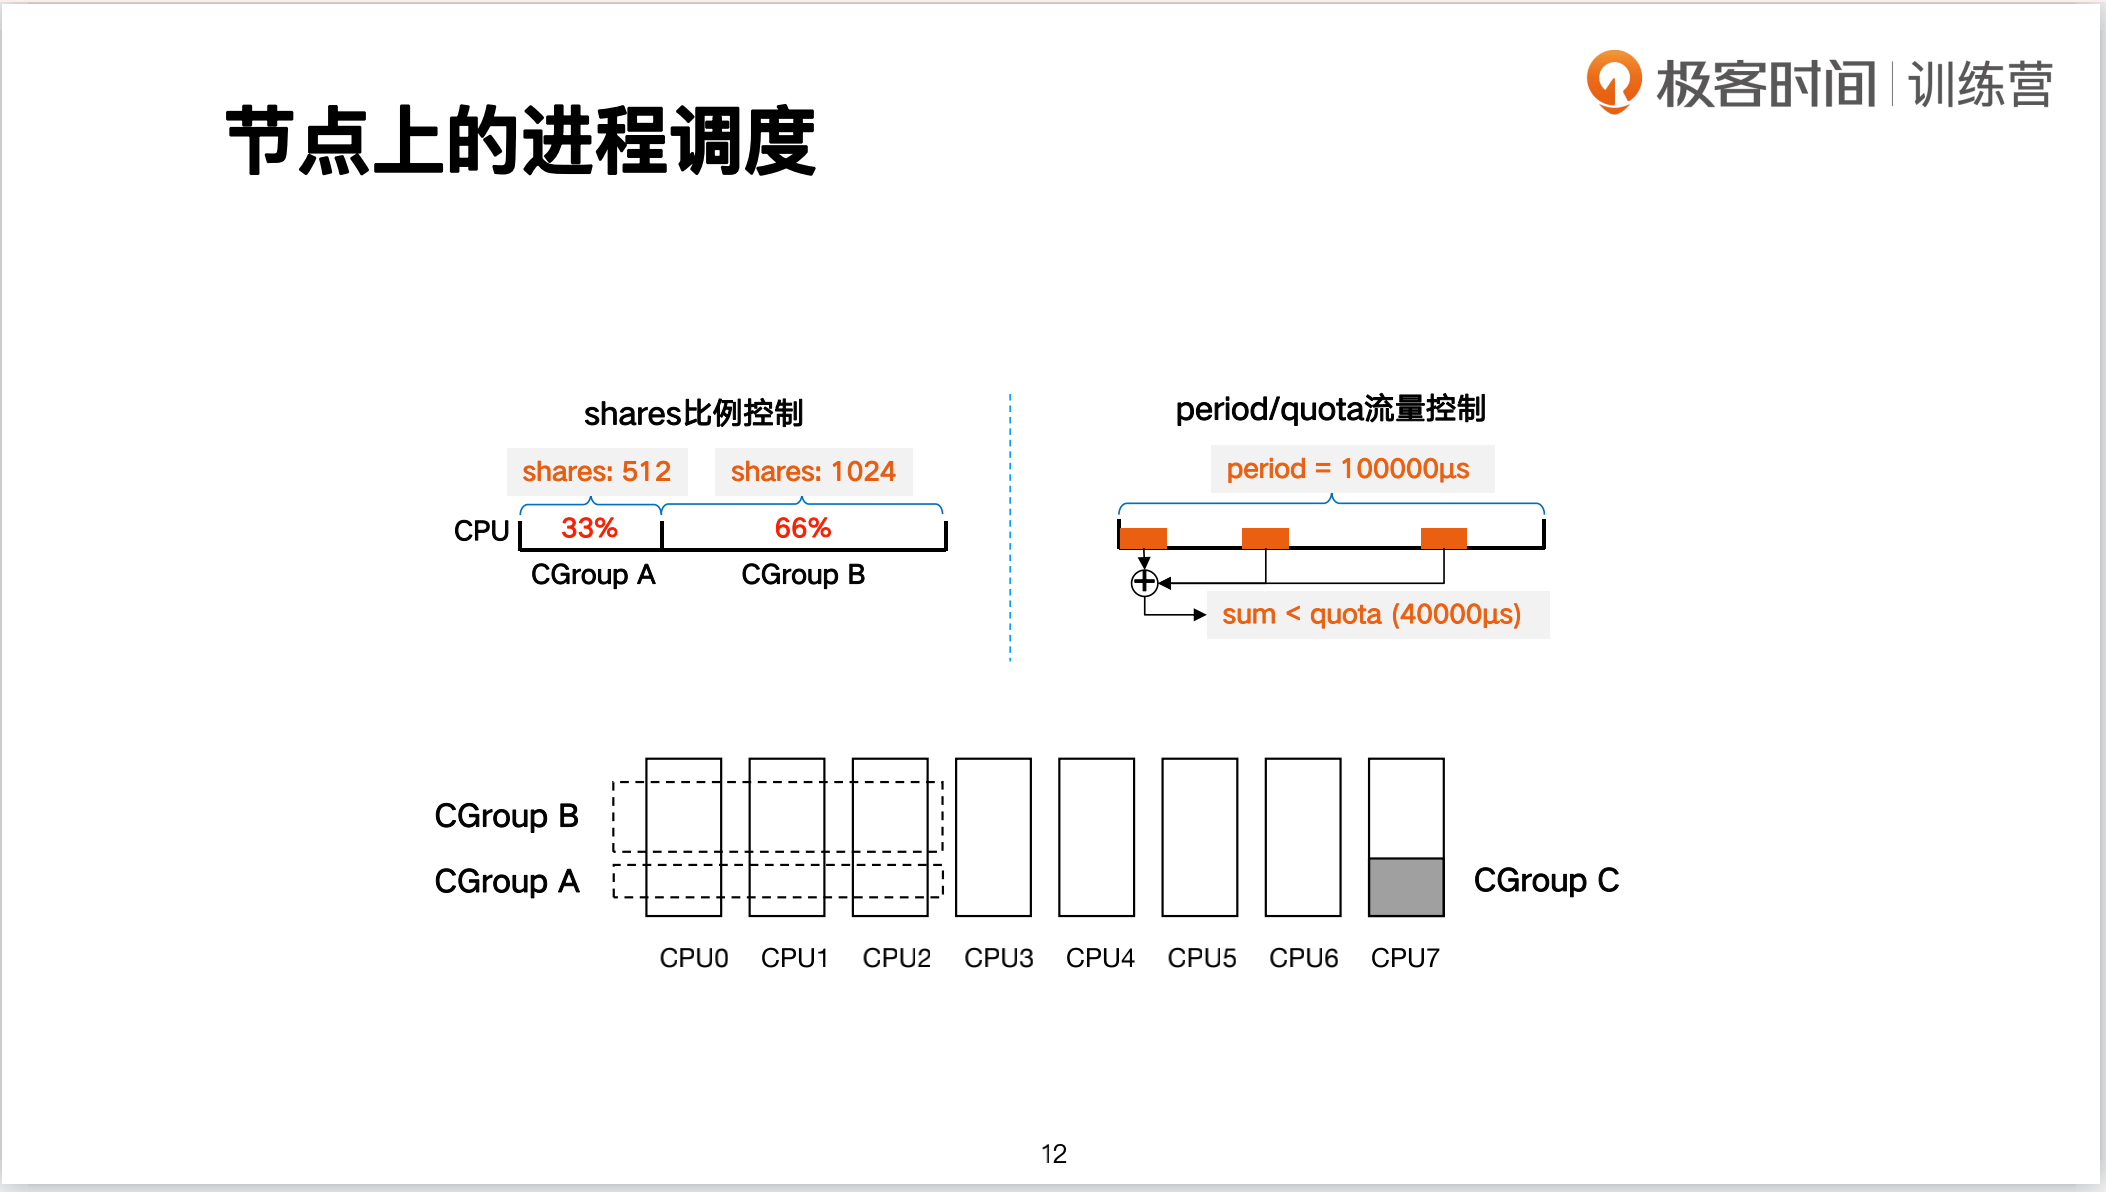 极客时间 | 训练营
节点上的进程调度
shares比例控制
shares: 512 shares: 1024
CPU 33% 66%
CGroup A CGroup B
period/quota流量控制
period = 100000μs
sum < quota (40000μs)
CGroup B
CGroup A
CGroup C
CPU0 CPU1 CPU2 CPU3 CPU4 CPU5 CPU6 CPU7
12